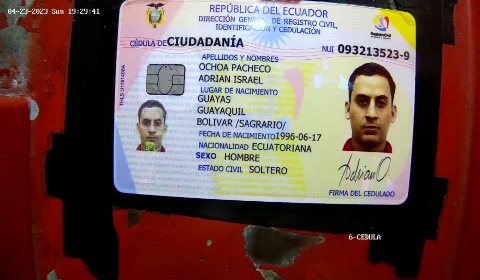 04-23-2023 Sun 19:29:41
REPÚBLICA DEL ECUADOR
DIRECCIÓN GENERAL DE REGISTRO CIVIL,
IDENTIFICACIÓN Y CEDULACIÓN
CÉDULA DE CIUDADANÍA
NUI 093213523-9
APELLIDOS Y NOMBRES
OCHOA PACHECO
ADRIAN ISRAEL
LUGAR DE NACIMIENTO
GUAYAS
GUAYAQUIL
BOLIVAR /SAGRARIO/
FECHA DE NACIMIENTO 1996-06-17
NACIONALIDAD ECUATORIANA
SEXO HOMBRE
ESTADO CIVIL SOLTERO
AdrianO
FIRMA DEL CEDULADO
6-CEDULA